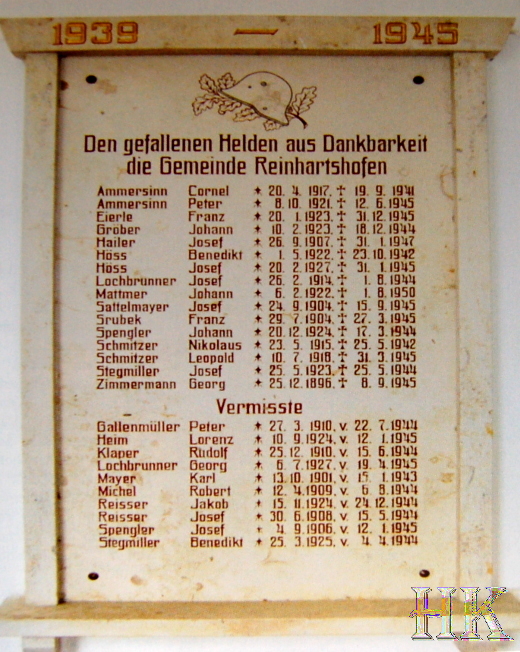 1939 — 1945
Den gefallenen Helden aus Dankbarkeit
die Gemeinde Reinhartshofen
Ammersinn Cornel * 20. 4. 1917. † 19. 9. 1941
Ammersinn Peter * 8. 10. 1921. † 12. 6. 1945
Eierle Franz * 20. 1. 1923. † 31. 12. 1945
Gröber Johann * 10. 2. 1923. † 18. 12. 1944
Hailer Josef * 26. 9. 1907. † 31. 1. 1947
Höss Benedikt * 1. 5. 1922. † 23. 10. 1942
Höss Josef * 20. 2. 1927. † 31. 1. 1945
Lochbrunner Josef * 26. 2. 1914. † 1. 8. 1944
Mattmer Johann * 6. 2. 1922. † 1. 8. 1950
Sattelmayer Josef * 24. 9. 1904. † 15. 9. 1945
Srubek Franz * 29. 7. 1904. † 27. 3. 1945
Spengler Johann * 20. 12. 1924. † 17. 3. 1944
Schmitzer Nikolaus * 23. 5. 1915. † 25. 5. 1942
Schmitzer Leopold * 10. 7. 1918. † 31. 3. 1945
Stegmiller Josef * 25. 5. 1923. † 25. 5. 1944
Zimmermann Georg * 25. 12. 1896. † 8. 9. 1945
Vermisste
Gallenmüller Peter * 27. 3. 1910. v. 22. 7. 1944
Heim Lorenz * 10. 9. 1924. v. 12. 1. 1945
Klaper Rudolf * 25. 12. 1910. v. 15. 6. 1944
Lochbrunner Georg * 6. 7. 1927. v. 19. 4. 1945
Mayer Karl * 13. 10. 1901. v. 15. 1. 1943
Michel Robert * 12. 4. 1909. v. 6. 8. 1944
Reisser Jakob * 15. 11. 1924. v. 24. 12. 1944
Reisser Josef * 30. 6. 1908. v. 15. 5. 1944
Spengler Josef * 4. 9. 1906. v. 12. 1. 1945
Stegmiller Benedikt * 25. 3. 1925. v. 4. 4. 1944
HK